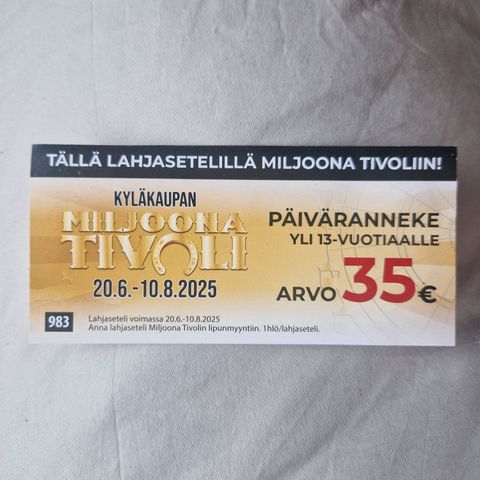 TÄLLÄ LAHJASETELILLÄ MILJOONA TIVOLIIN!
KYLÄKAUPAN
MILJOONA
TIVOLI
20.6.-10.8.2025
PÄIVÄRANNEKE
YLI 13-VUOTIAALLE
ARVO 35€
983
Lahjaseteli voimassa 20.6.-10.8.2025
Anna lahjaseteli Miljoona Tivolin lipunmyyntiin. 1hlö/lahjaseteli.